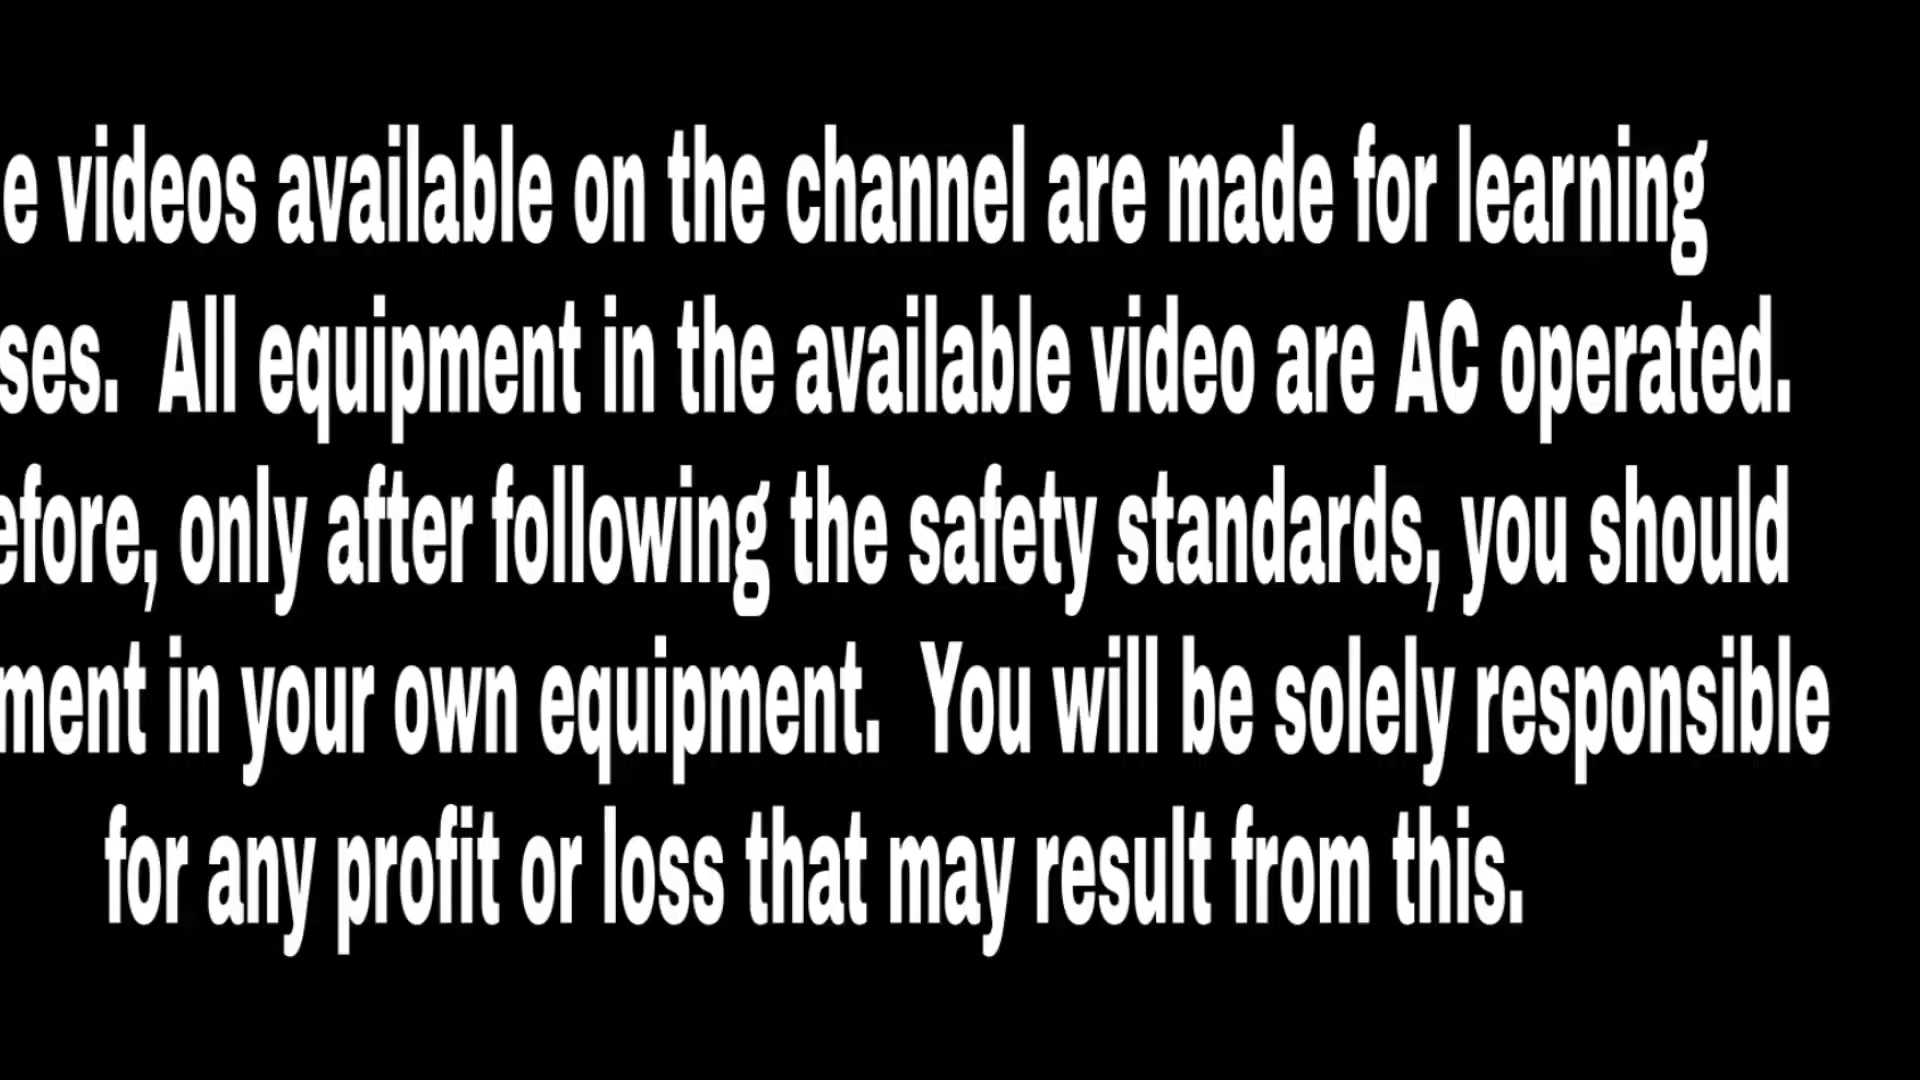 e videos available on the channel are made for learning
ses. All equipment in the available video are AC operated.
efore, only after following the safety standards, you should
ment in your own equipment. You will be solely responsible
for any profit or loss that may result from this.